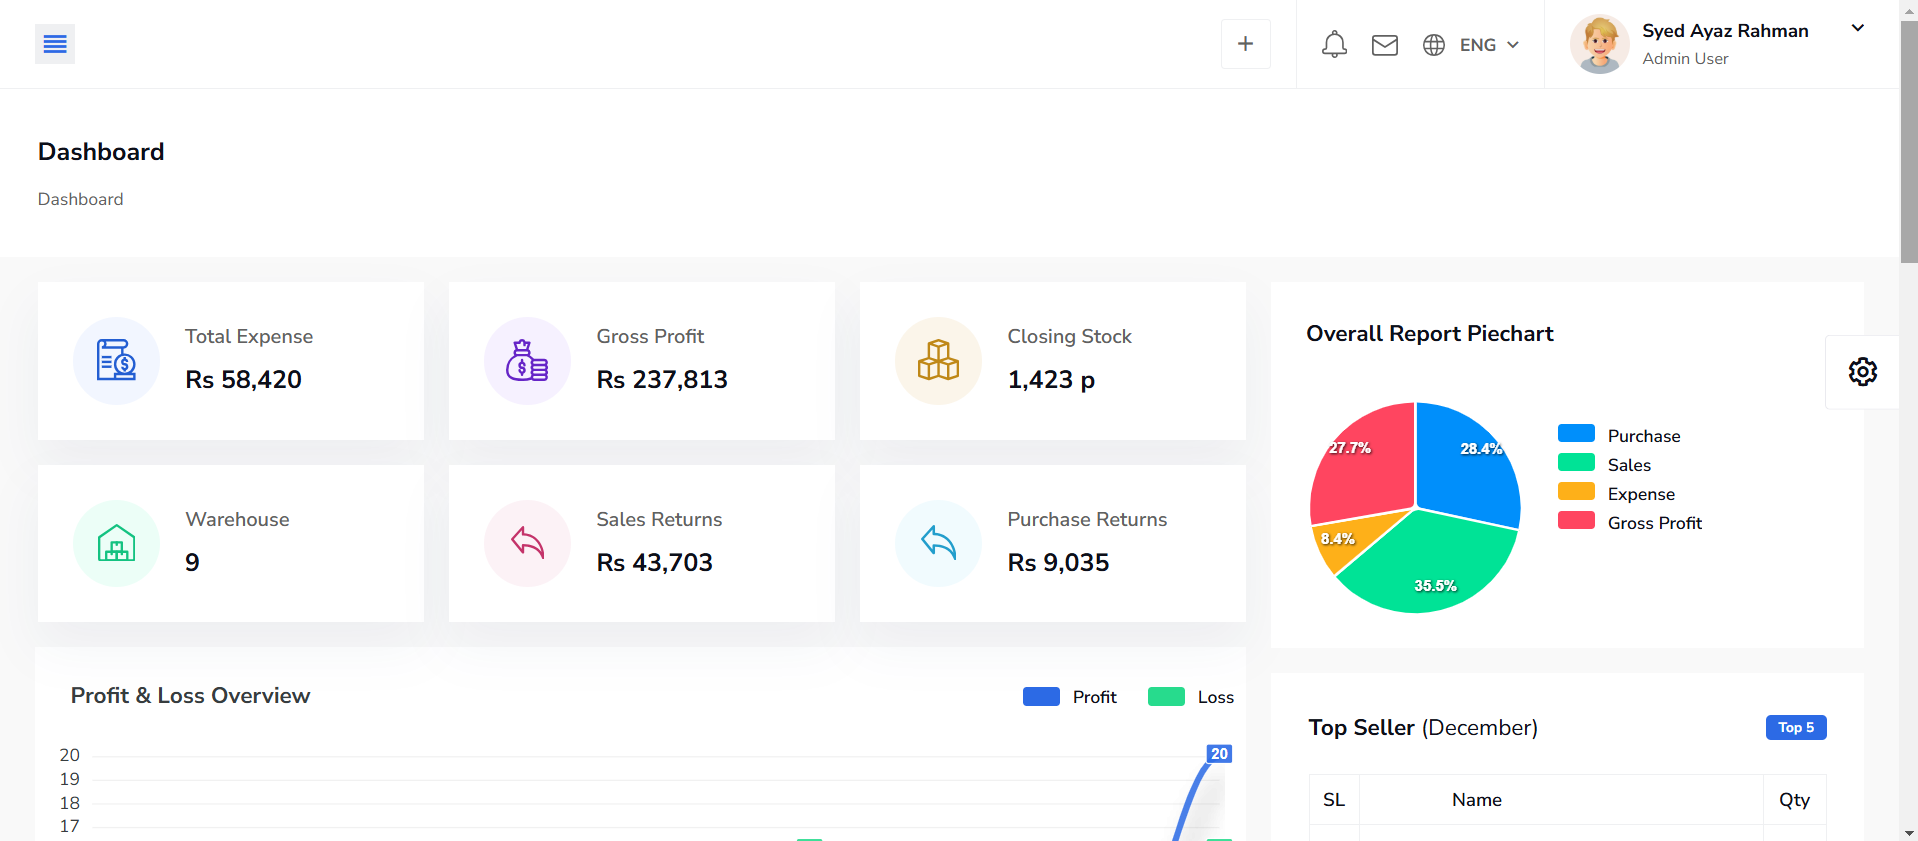 ENG
Syed Ayaz Rahman
Admin User
Dashboard
Dashboard
Total Expense
Rs 58,420
Gross Profit
Rs 237,813
Closing Stock
1,423 p
Warehouse
9
Sales Returns
Rs 43,703
Purchase Returns
Rs 9,035
Overall Report Piechart
27.7%
28.4%
8.4%
35.5%
Purchase
Sales
Expense
Gross Profit
Profit & Loss Overview
Profit
Loss
20
19
18
17
20
Top Seller (December)
Top 5
SL Name Qty